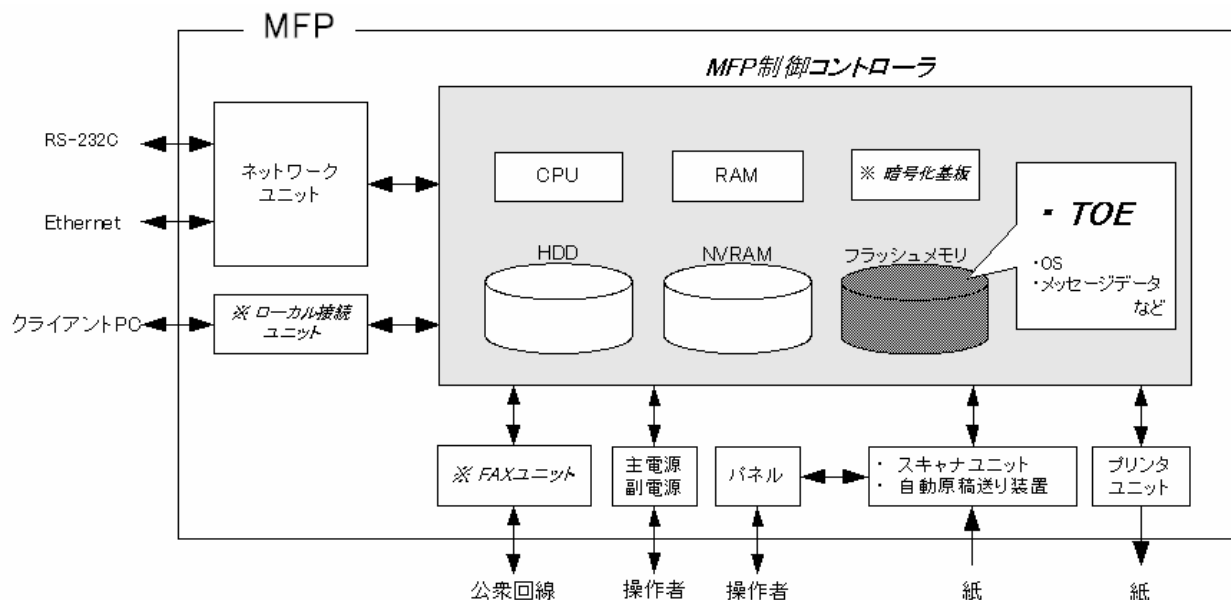 MFP
MFP制御コントローラ
RS-232C
Ethernet
ネットワーク
ユニット
CPU
RAM
※ 暗号化基板
・ TOE
・OS
・メッセージデータ
など
HDD
NVRAM
フラッシュメモリ
クライアントPC
※ ローカル接続
ユニット
※ FAXユニット
主電源
副電源
パネル
・ スキャナユニット
・ 自動原稿送り装置
プリンタ
ユニット
公衆回線
操作者
操作者
紙
紙